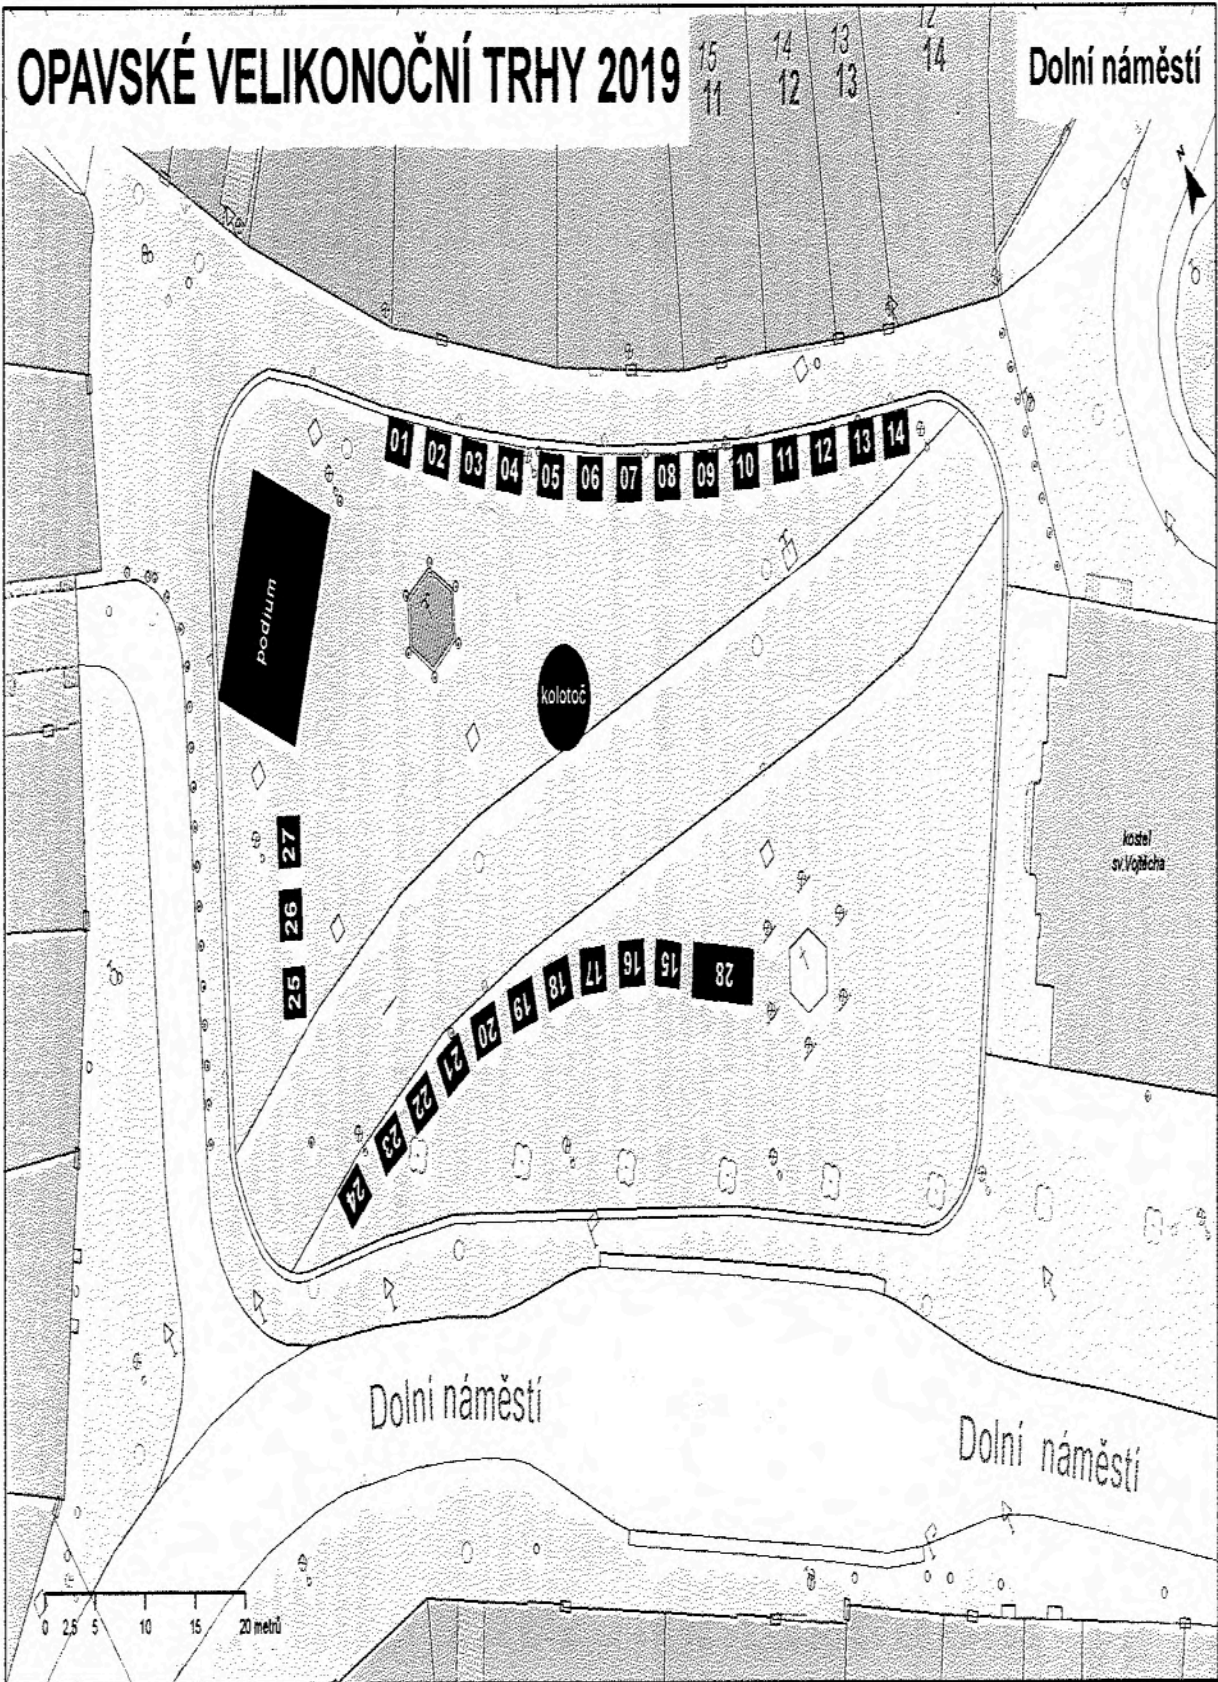 OPAVSKÉ VELIKONOČNÍ TRHY 2019
Dolní náměstí
15
11
14
12
13
13
12
14
N
01 02 03 04 05 06 07 08 09 10 11 12 13 14
podium
kolotoč
kostel
sv.Vojtěcha
27
26
25
28
15
16
17
18
19
20
21
22
23
24
Dolní náměstí
Dolní náměstí
0 2,5 5 10 15 20 metrů